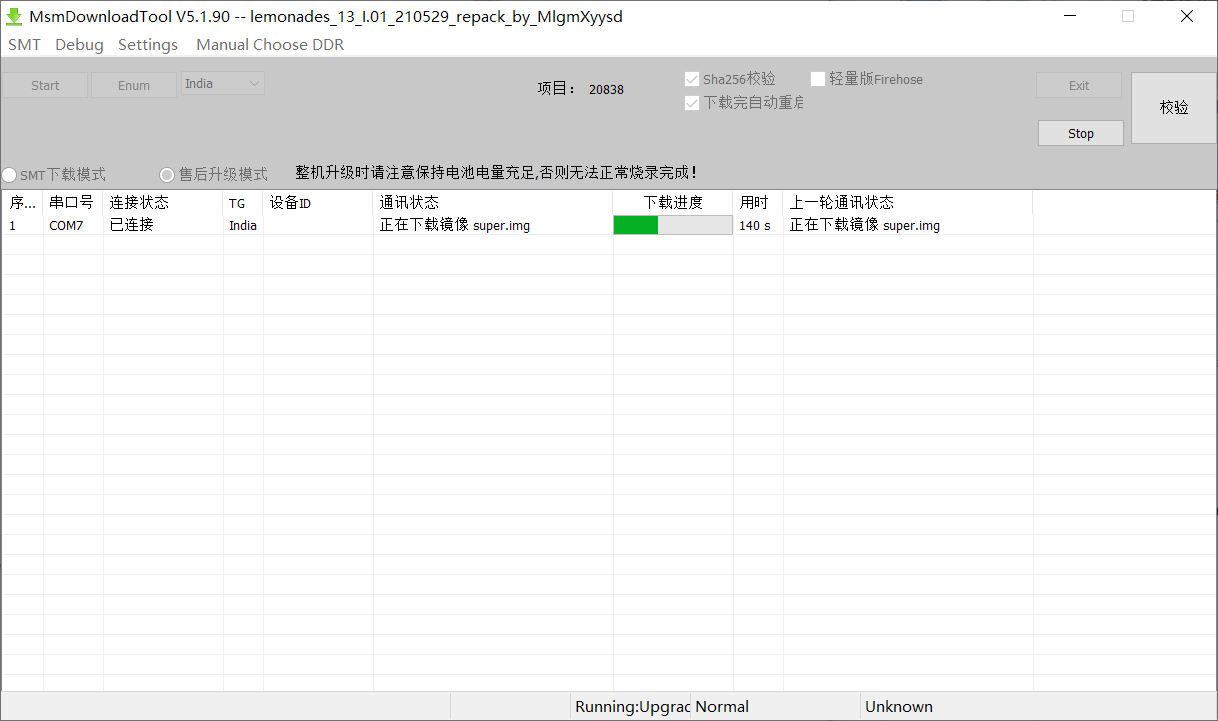 MsmDownloadTool V5.1.90 -- lemonades_13_I.01_210529_repack_by_MlgmXyysd
SMT Debug Settings Manual Choose DDR
Start Enum India 项目： 20838 Sha256校验 轻量版Firehose Exit 校验
下载完自动重启
Stop
SMT下载模式 售后升级模式 整机升级时请注意保持电池电量充足,否则无法正常烧录完成！
序... 串口号 连接状态 TG 设备ID 通讯状态 下载进度 用时 上一轮通讯状态
1 COM7 已连接 India 正在下载镜像 super.img 140 s 正在下载镜像 super.img
Running:Upgrac Normal Unknown